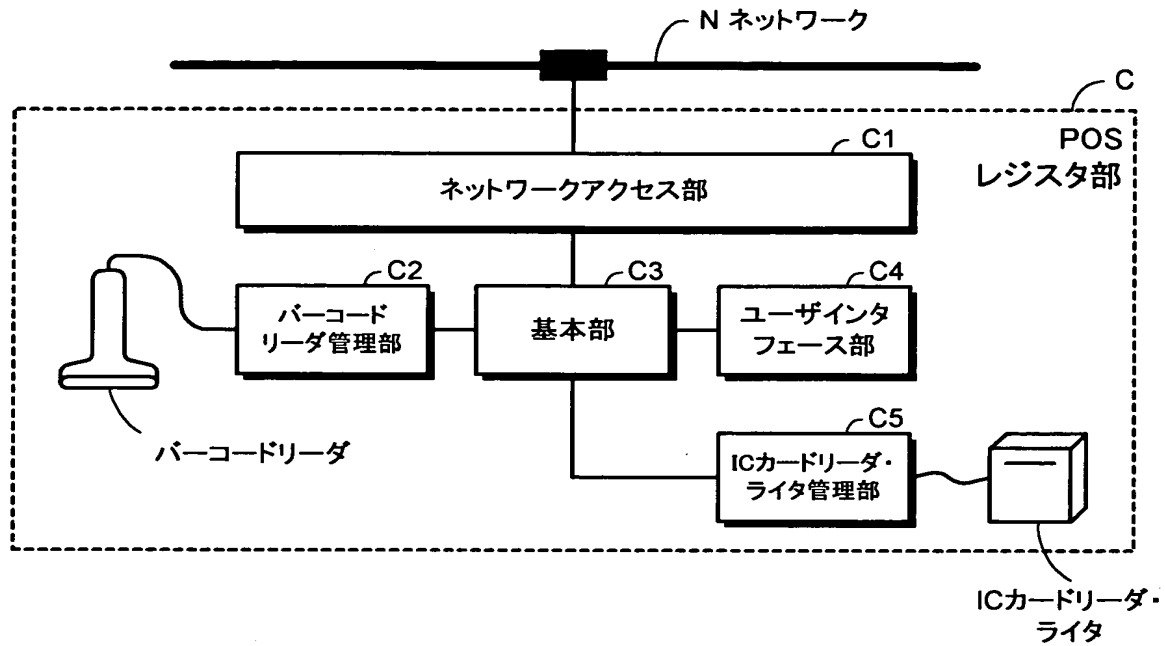 N ネットワーク
C
POS
レジスタ部
C1
ネットワークアクセス部
C2
バーコード
リーダ管理部
C3
基本部
C4
ユーザインタ
フェース部
バーコードリーダ
C5
ICカードリーダ・
ライタ管理部
ICカードリーダ・
ライタ